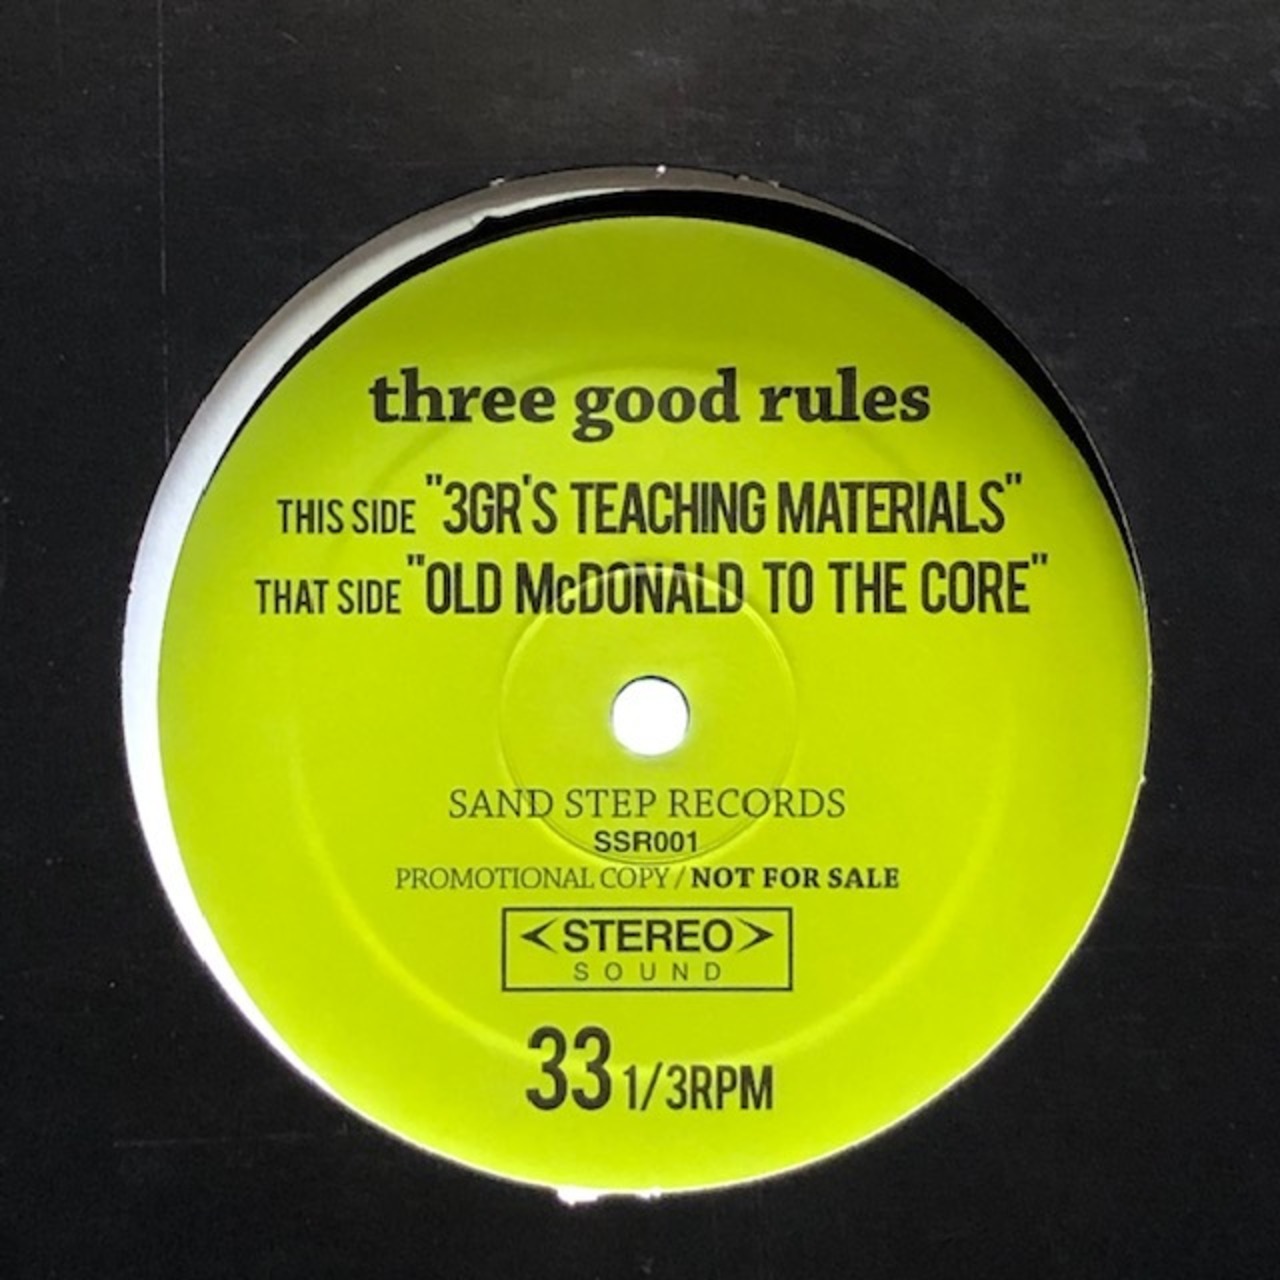 three good rules
THIS SIDE "3GR'S TEACHING MATERIALS"
THAT SIDE "OLD McDONALD TO THE CORE"
SAND STEP RECORDS
SSR001
PROMOTIONAL COPY / NOT FOR SALE
<STEREO>
SOUND
33 1/3RPM